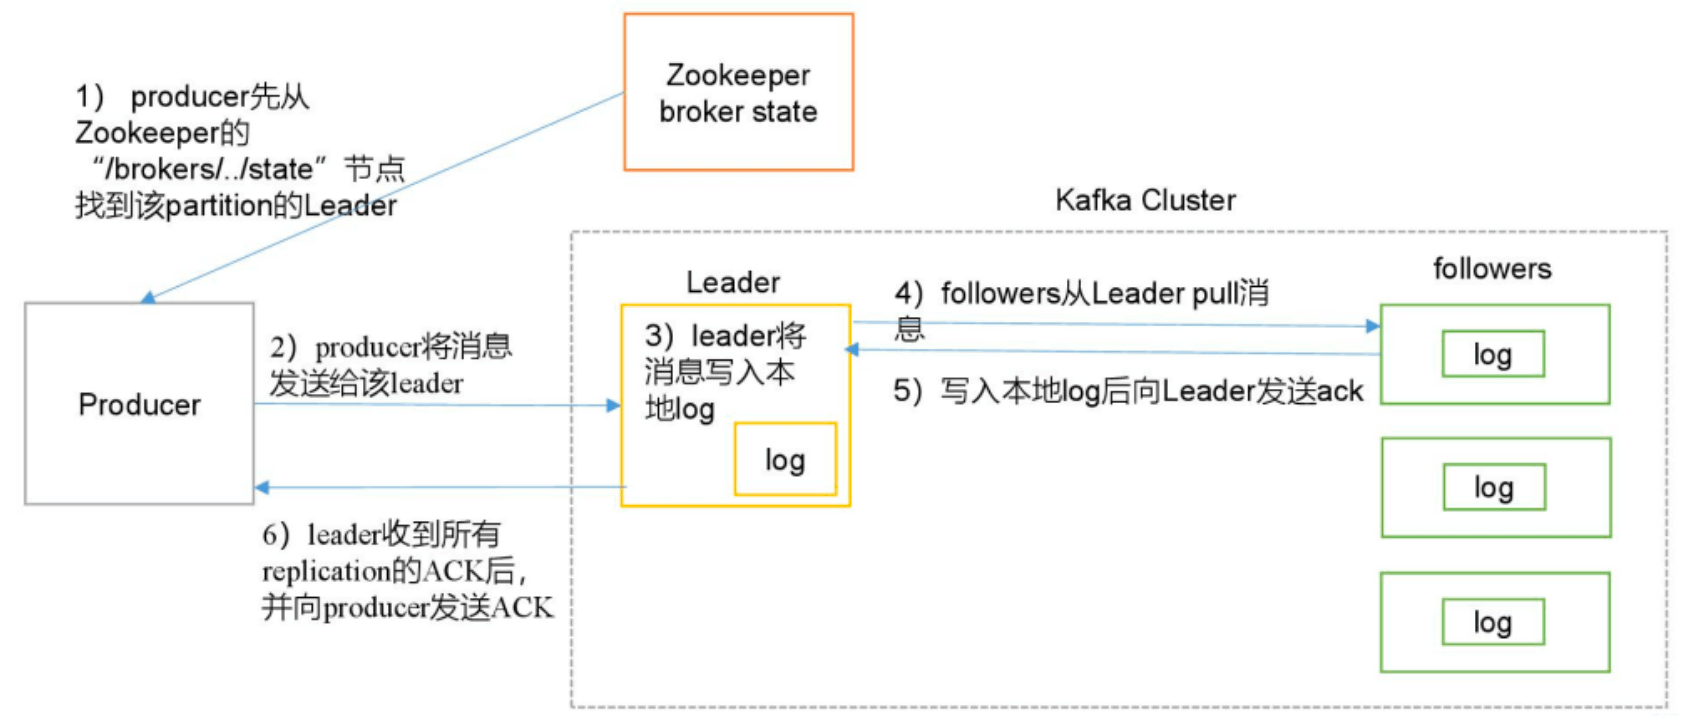 Zookeeper
broker state
1） producer先从
Zookeeper的
“/brokers/../state”节点
找到该partition的Leader
Kafka Cluster
Leader
followers
4）followers从Leader pull消
息
3）leader将
消息写入本
地log
log
2）producer将消息
发送给该leader
Producer
log
5）写入本地log后向Leader发送ack
log
6）leader收到所有
replication的ACK后，
并向producer发送ACK
log